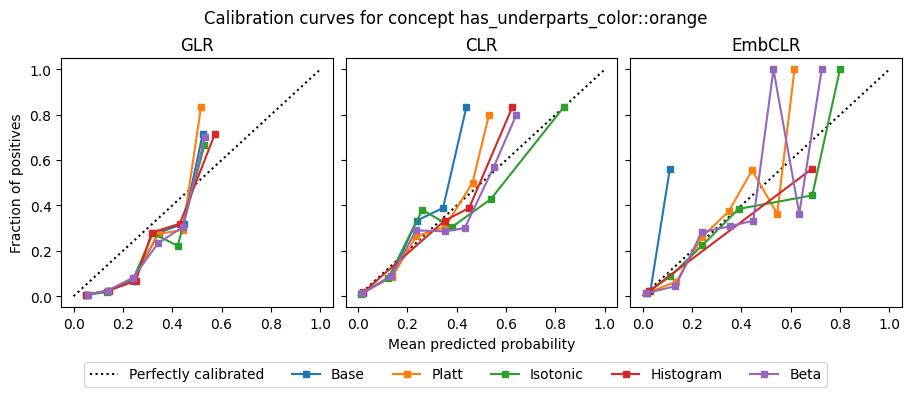 Calibration curves for concept has_underparts_color::orange
GLR
CLR
EmbCLR
Fraction of positives
1.0
0.8
0.6
0.4
0.2
0.0
0.0 0.2 0.4 0.6 0.8 1.0
0.0 0.2 0.4 0.6 0.8 1.0
0.0 0.2 0.4 0.6 0.8 1.0
Mean predicted probability
Perfectly calibrated Base Platt Isotonic Histogram Beta